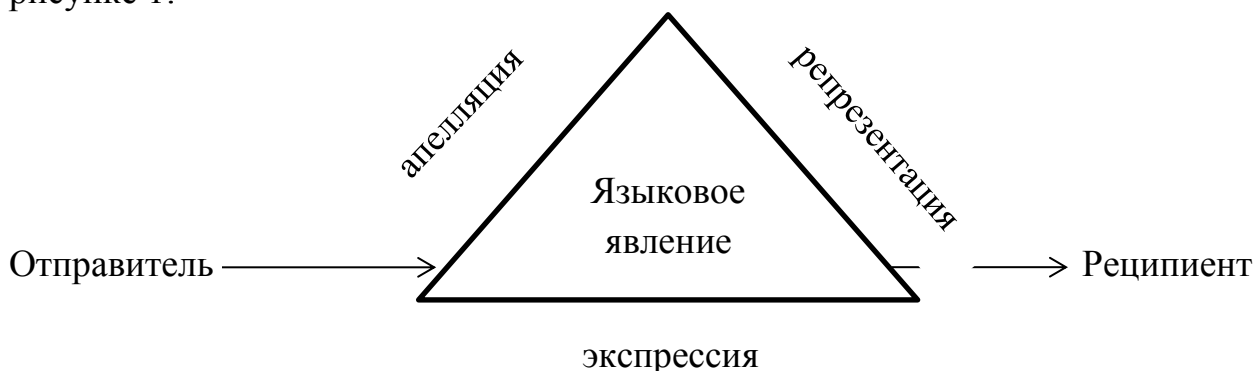 рисунке 1.
апелляция
репрезентация
Языковое
явление
Отправитель
Реципиент
экспрессия